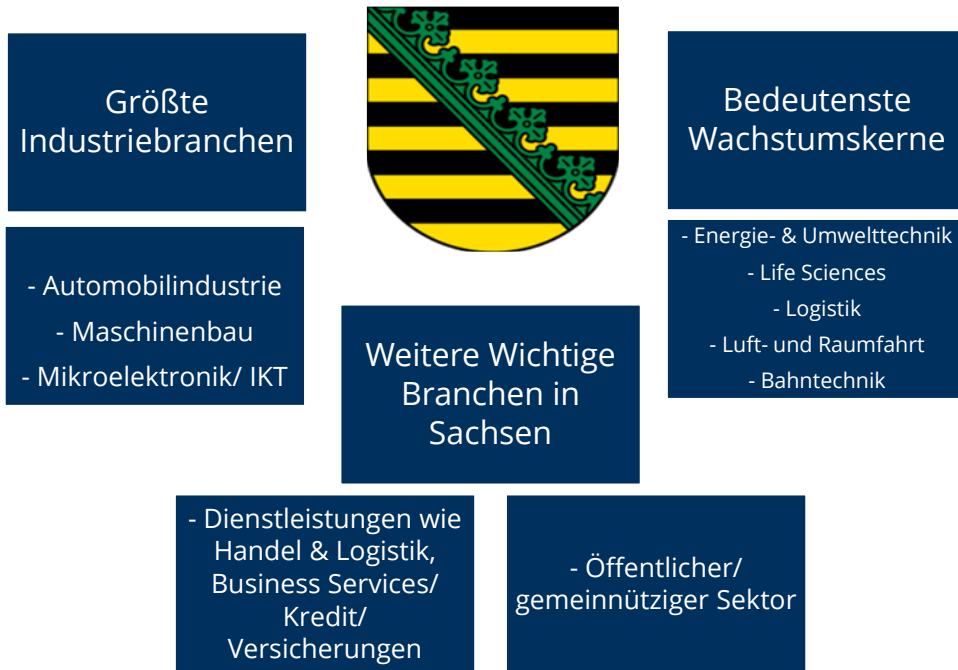 Größte
Industriebranchen
- Automobilindustrie
- Maschinenbau
- Mikroelektronik/ IKT
Bedeutenste
Wachstumskerne
- Energie- & Umwelttechnik
- Life Sciences
- Logistik
- Luft- und Raumfahrt
- Bahntechnik
Weitere Wichtige
Branchen in
Sachsen
- Dienstleistungen wie
Handel & Logistik,
Business Services/
Kredit/
Versicherungen
- Öffentlicher/
gemeinnütziger Sektor